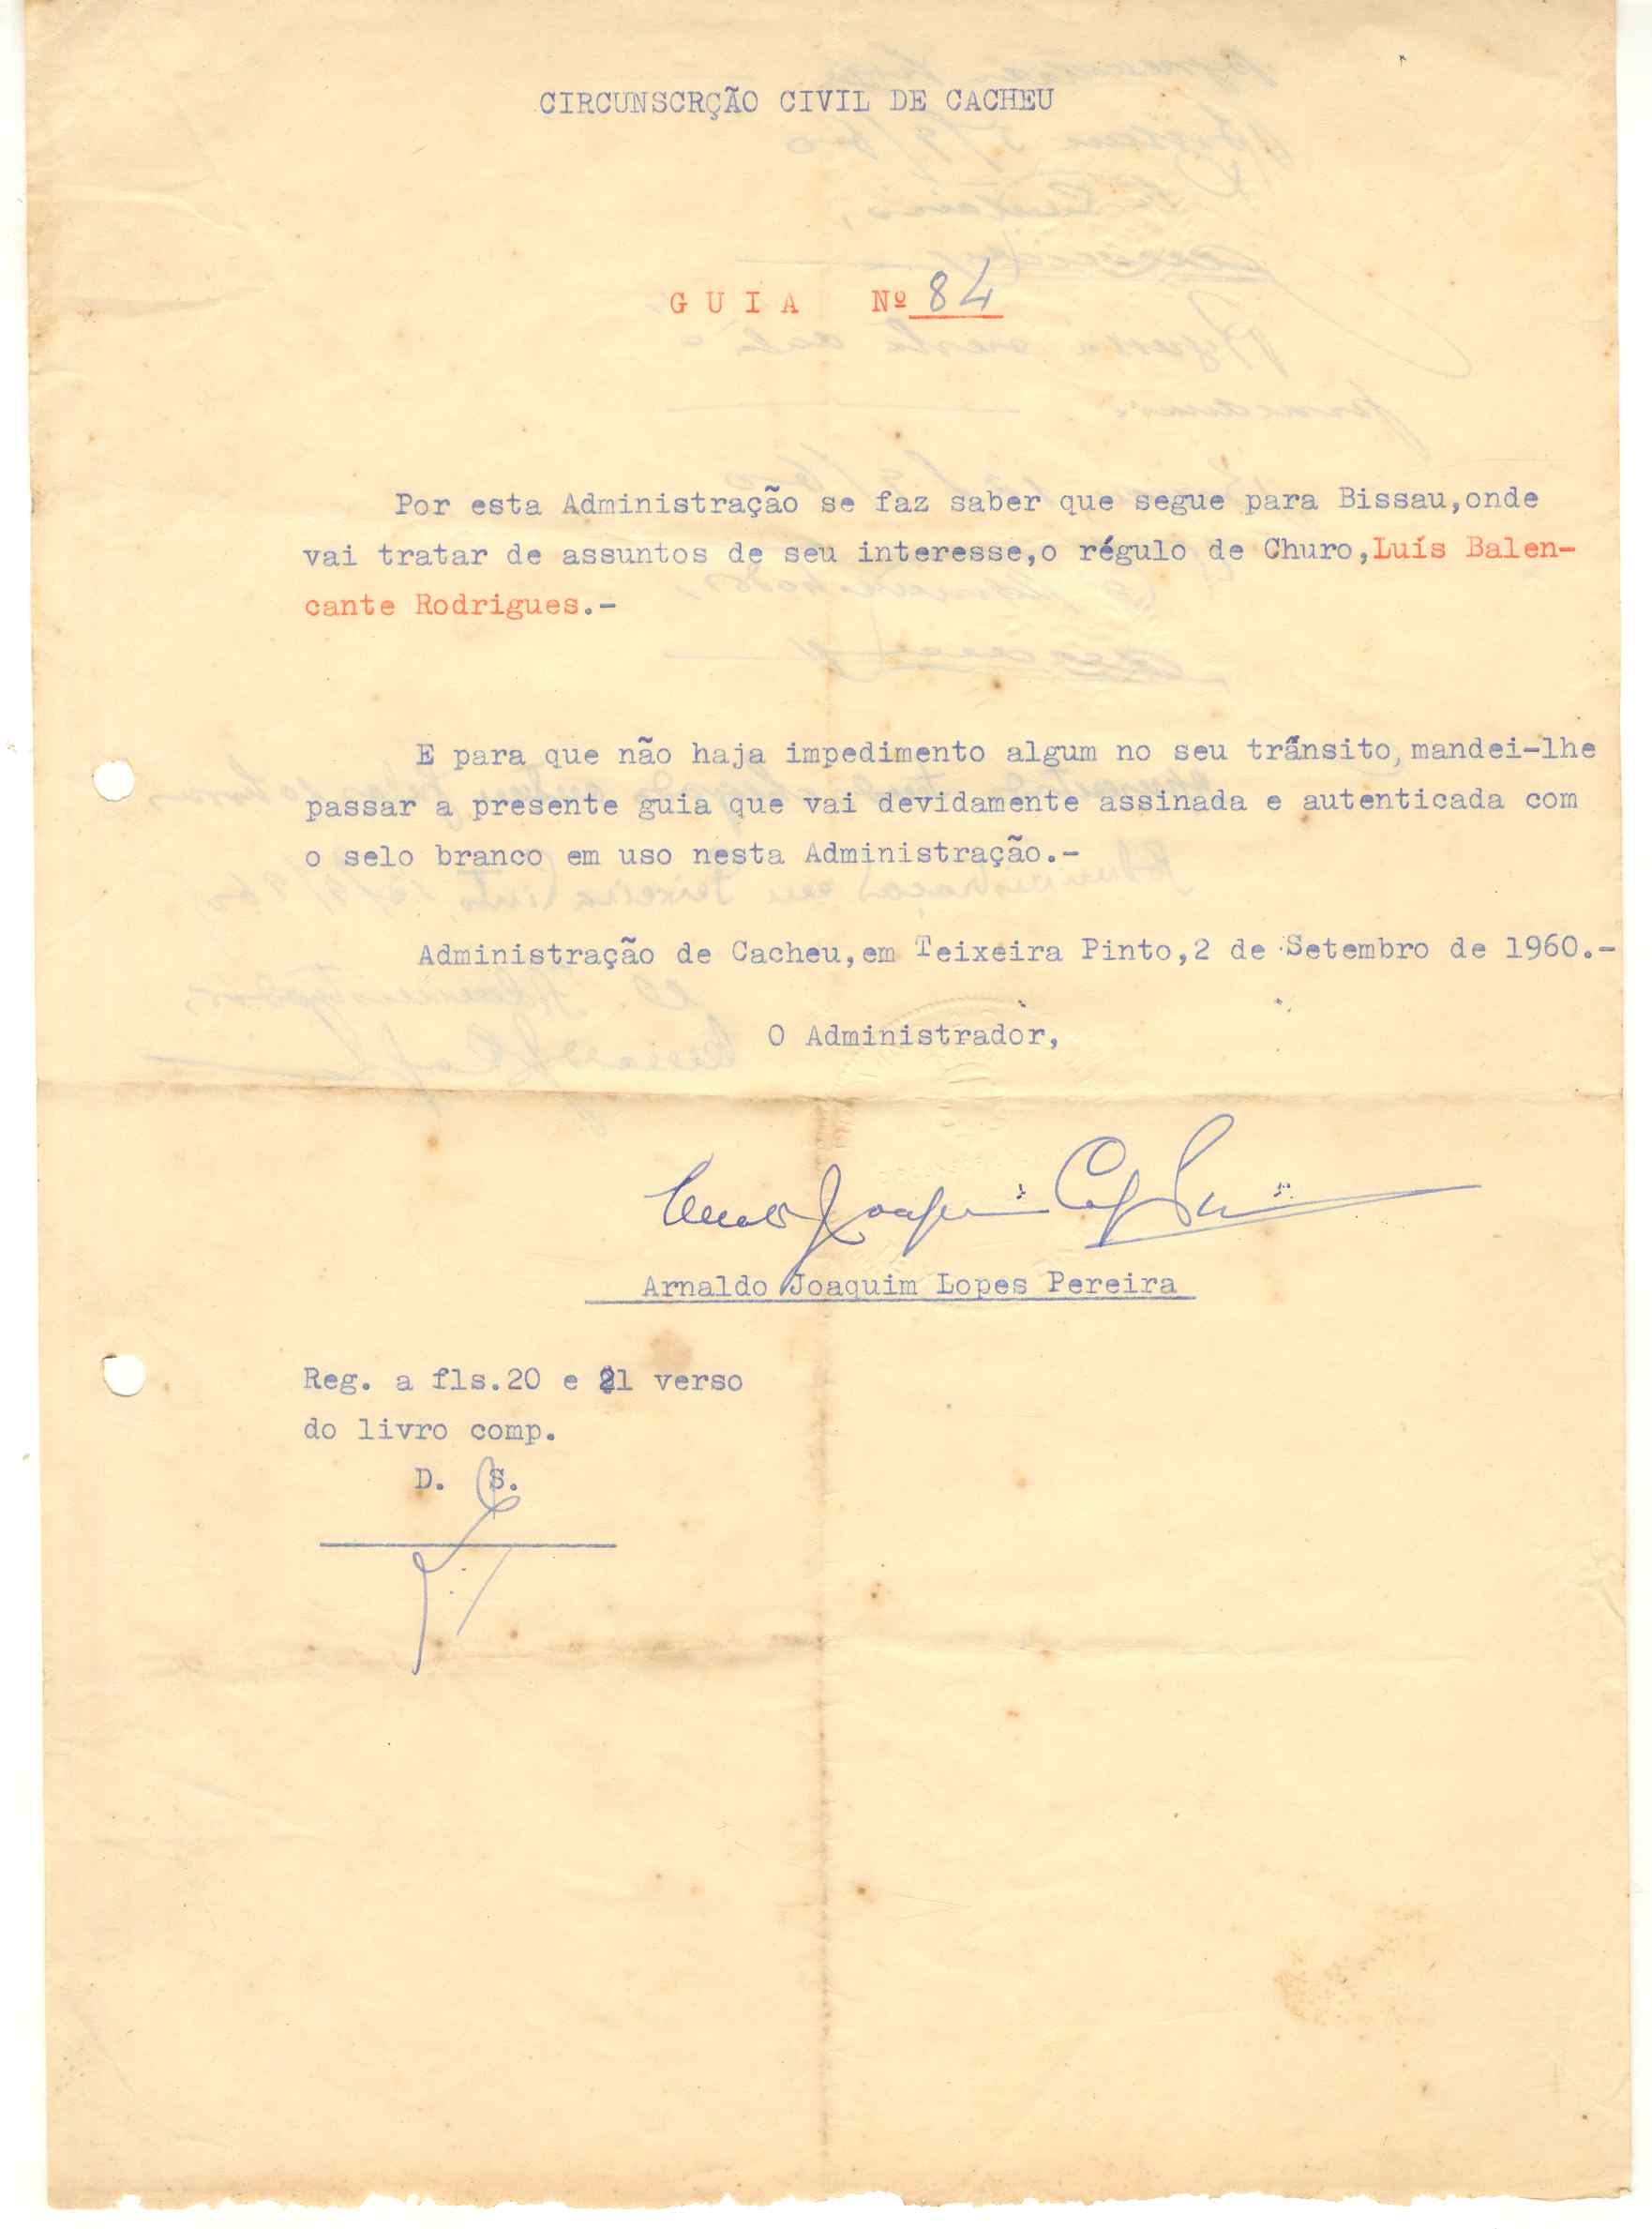 CIRCUNSCRÇÃO CIVIL DE CACHEU
GUIA Nº 84
Por esta Administração se faz saber que segue para Bissau,onde
vai tratar de assuntos de seu interesse,o régulo de Churo,Luís Balen-
cante Rodrigues.-
E para que não haja impedimento algum no seu trânsito, mandei-lhe
passar a presente guia que vai devidamente assinada e autenticada com
o selo branco em uso nesta Administração.-
Administração de Cacheu,em Teixeira Pinto,2 de Setembro de 1960.-
O Administrador,
Arnaldo Joaquim Lopes Pereira
Reg. a fls.20 e 21 verso
do livro comp.
D. S.